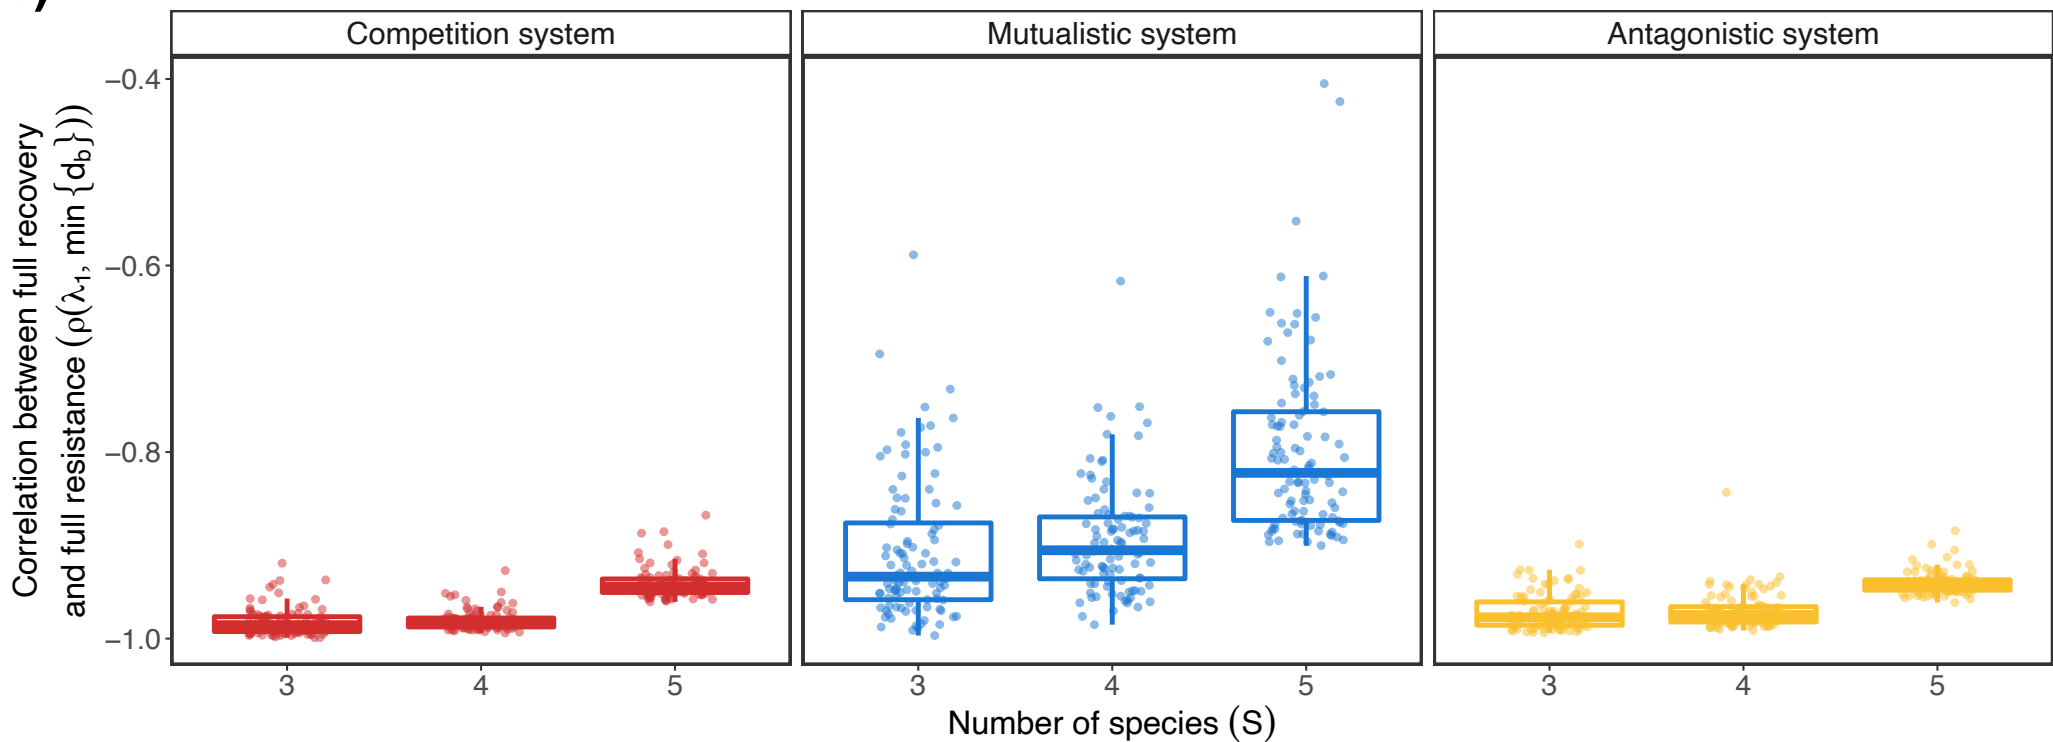 Competition system Mutualistic system Antagonistic system
Correlation between full recovery
and full resistance (ρ(λ1, min {db}))
−0.4
−0.6
−0.8
−1.0
3 4 5 3 4 5 3 4 5
Number of species (S)